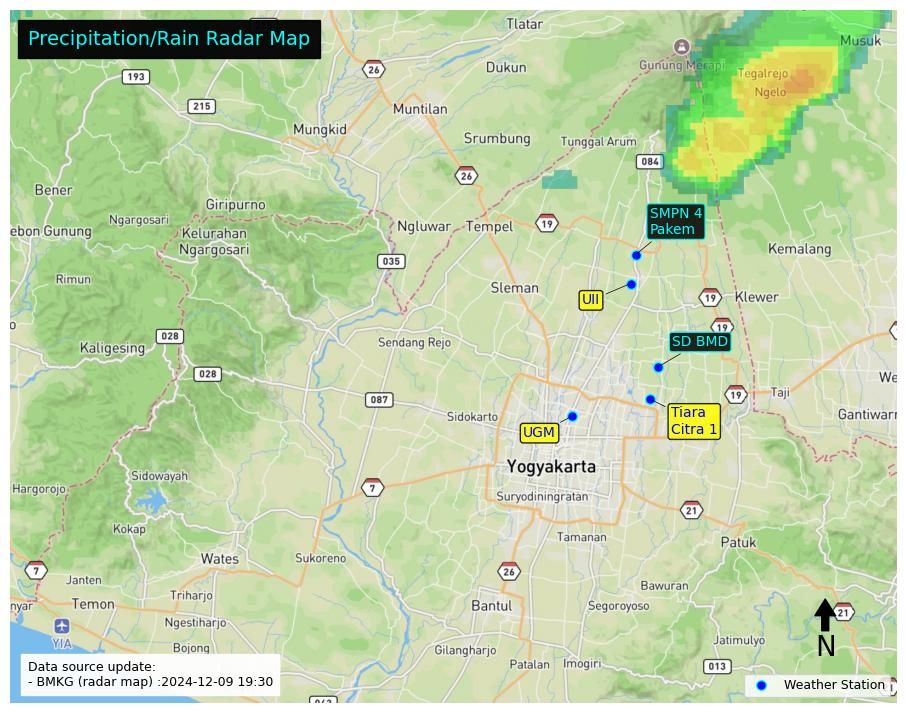 Precipitation/Rain Radar Map
Tlatar
Musuk
193
26
Dukun
Gunung Merapi
Tegalrejo
Ngelo
215
Muntilan
Mungkid
Srumbung
Tunggal Arum
084
26
Bener
Giripurno
Ngargosari
SMPN 4
Pakem
ebon Gunung
Kelurahan
Ngargosari
Ngluwar
Tempel
19
Kemalang
035
Rimun
Sleman
UII
19
Klewer
19
028
Kaligesing
Sendang Rejo
SD BMD
028
We
087
Taji
19
Sidokarto
Tiara
Citra 1
Gantiwarr
UGM
Yogyakarta
Sidowayah
Hargorojo
7
Suryodiningratan
21
Kokap
Tamanan
Patuk
Wates
Sukoreno
7
Janten
26
Bawuran
Triharjo
nyar
Temon
Bantul
Segoroyoso
21
Ngestiharjo
YIA
Bojong
Gilangharjo
Jatimulyo
N
Data source update:
- BMKG (radar map) :2024-12-09 19:30
Patalan
Imogiri
013
Weather Station